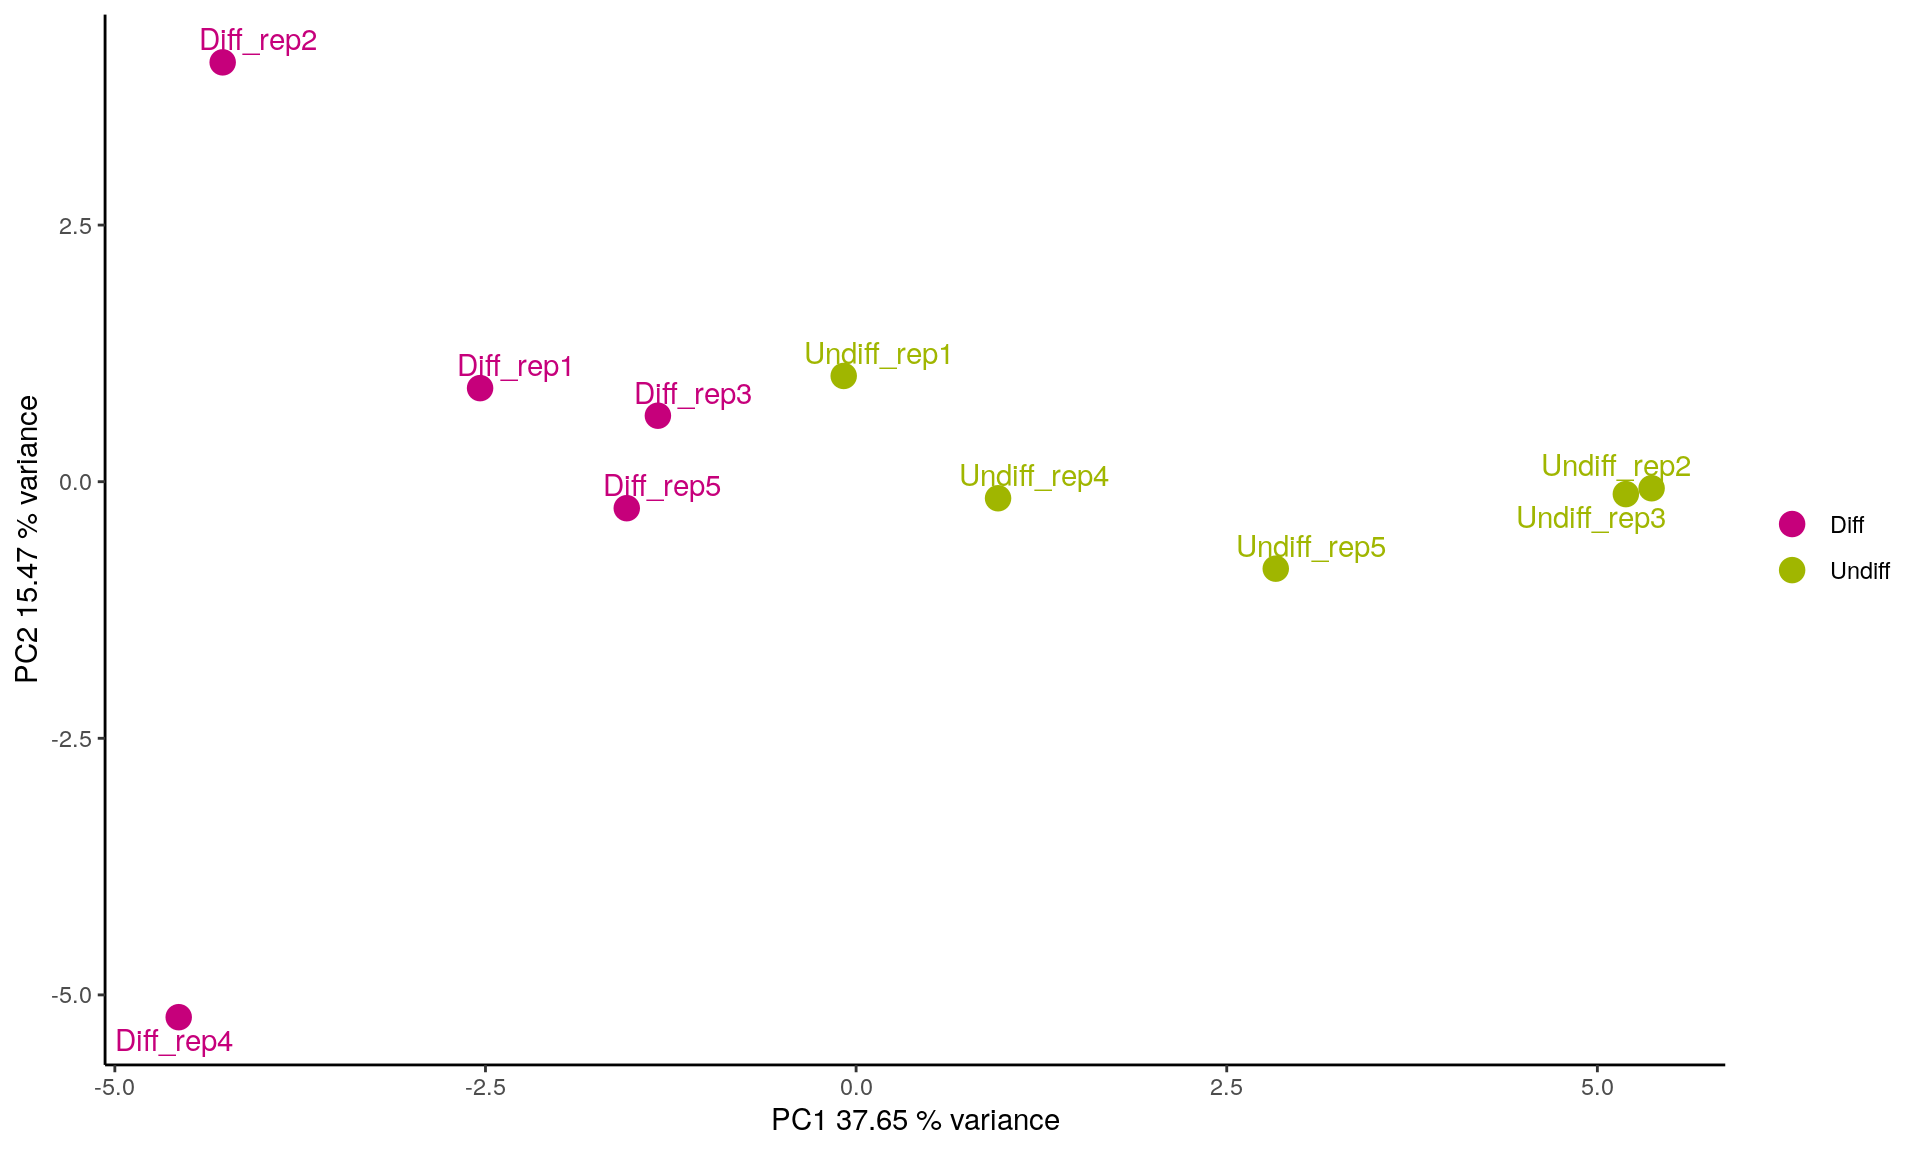 Diff_rep2
2.5
Undiff_rep1
Diff_rep1
Diff_rep3
Undiff_rep2
0.0
Undiff_rep4
Diff_rep5
Undiff_rep3
Diff
Undiff_rep5
Undiff
PC2 15.47 % variance
-2.5
-5.0
Diff_rep4
-5.0
-2.5
0.0
2.5
5.0
PC1 37.65 % variance